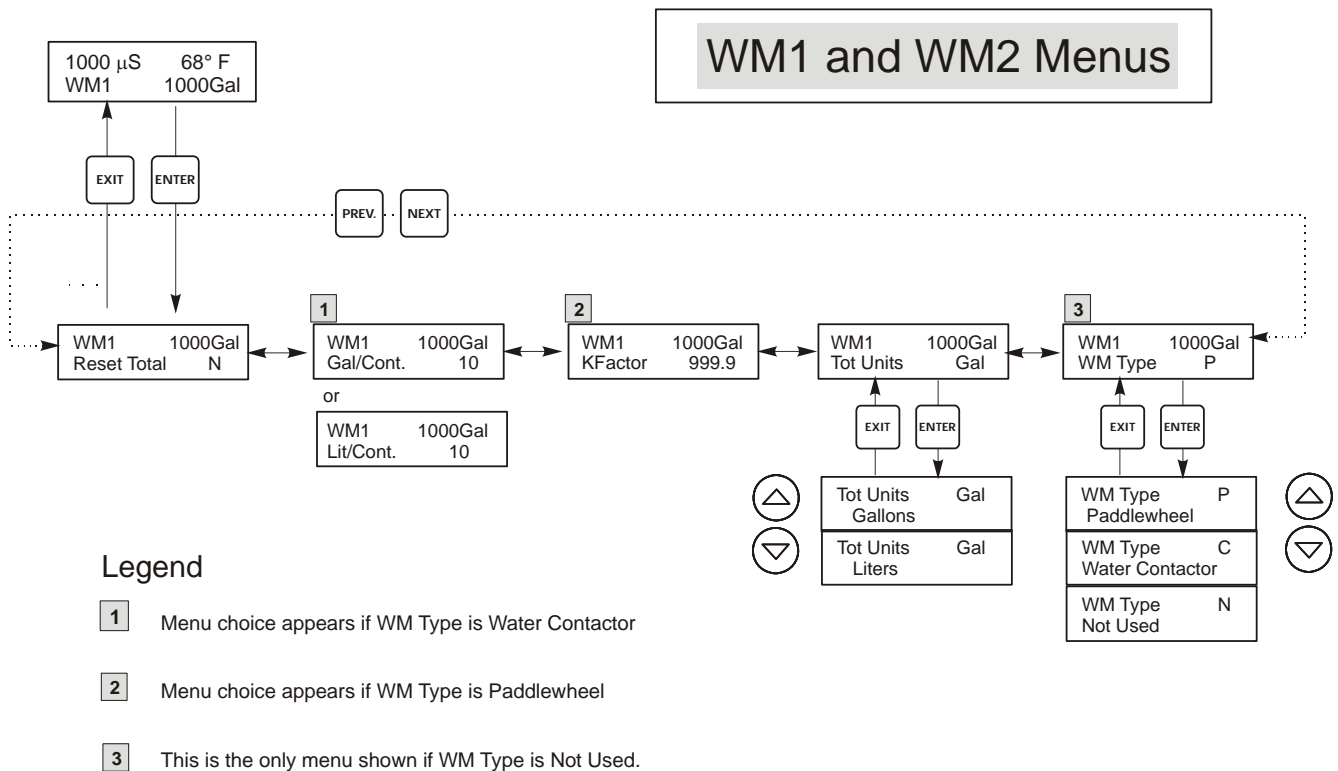 WM1 and WM2 Menus
1000 μS 68° F
WM1 1000Gal
EXIT
ENTER
PREV.
NEXT
WM1 1000Gal
Reset Total N
1
WM1 1000Gal
Gal/Cont. 10
or
WM1 1000Gal
Lit/Cont. 10
2
WM1 1000Gal
KFactor 999.9
WM1 1000Gal
Tot Units Gal
EXIT
ENTER
Tot Units Gal
Gallons
Tot Units Gal
Liters
3
WM1 1000Gal
WM Type P
EXIT
ENTER
WM Type P
Paddlewheel
WM Type C
Water Contactor
WM Type N
Not Used
Legend
1 Menu choice appears if WM Type is Water Contactor
2 Menu choice appears if WM Type is Paddlewheel
3 This is the only menu shown if WM Type is Not Used.